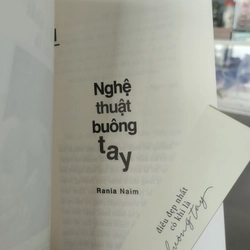 Nghệ
thuật
buông
tay
Rania Naim
điều đẹp nhất
có khi là
buông tay